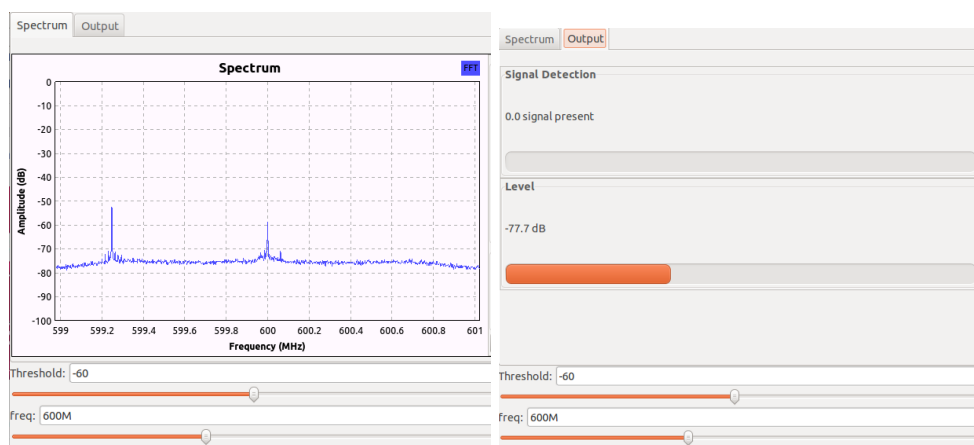 Spectrum Output
Spectrum
FFT
0
-10
-20
-30
-40
-50
-60
-70
-80
-90
-100
Amplitude (dB)
599 599.2 599.4 599.6 599.8 600 600.2 600.4 600.6 600.8 601
Frequency (MHz)
Threshold: -60
freq: 600M
Spectrum Output
Signal Detection
0.0 signal present
Level
-77.7 dB
Threshold: -60
freq: 600M